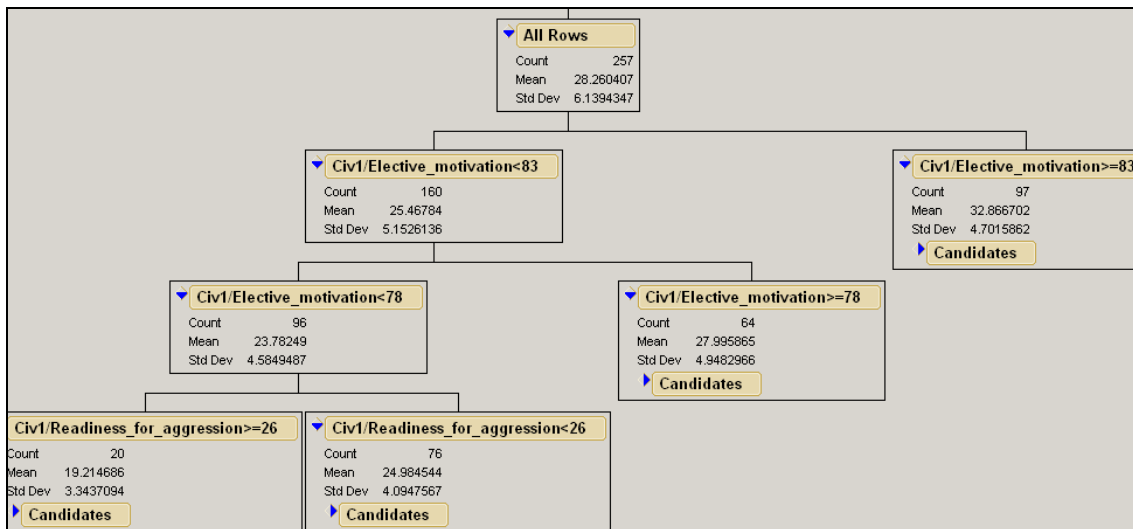 All Rows
Count 257
Mean 28.260407
Std Dev 6.1394347
Civ1/Elective_motivation<83
Count 160
Mean 25.46784
Std Dev 5.1526136
Civ1/Elective_motivation>=83
Count 97
Mean 32.866702
Std Dev 4.7015862
Candidates
Civ1/Elective_motivation<78
Count 96
Mean 23.78249
Std Dev 4.5849487
Civ1/Elective_motivation>=78
Count 64
Mean 27.995865
Std Dev 4.9482966
Candidates
Civ1/Readiness_for_aggression>=26
Count 20
Mean 19.214686
Std Dev 3.3437094
Candidates
Civ1/Readiness_for_aggression<26
Count 76
Mean 24.984544
Std Dev 4.0947567
Candidates